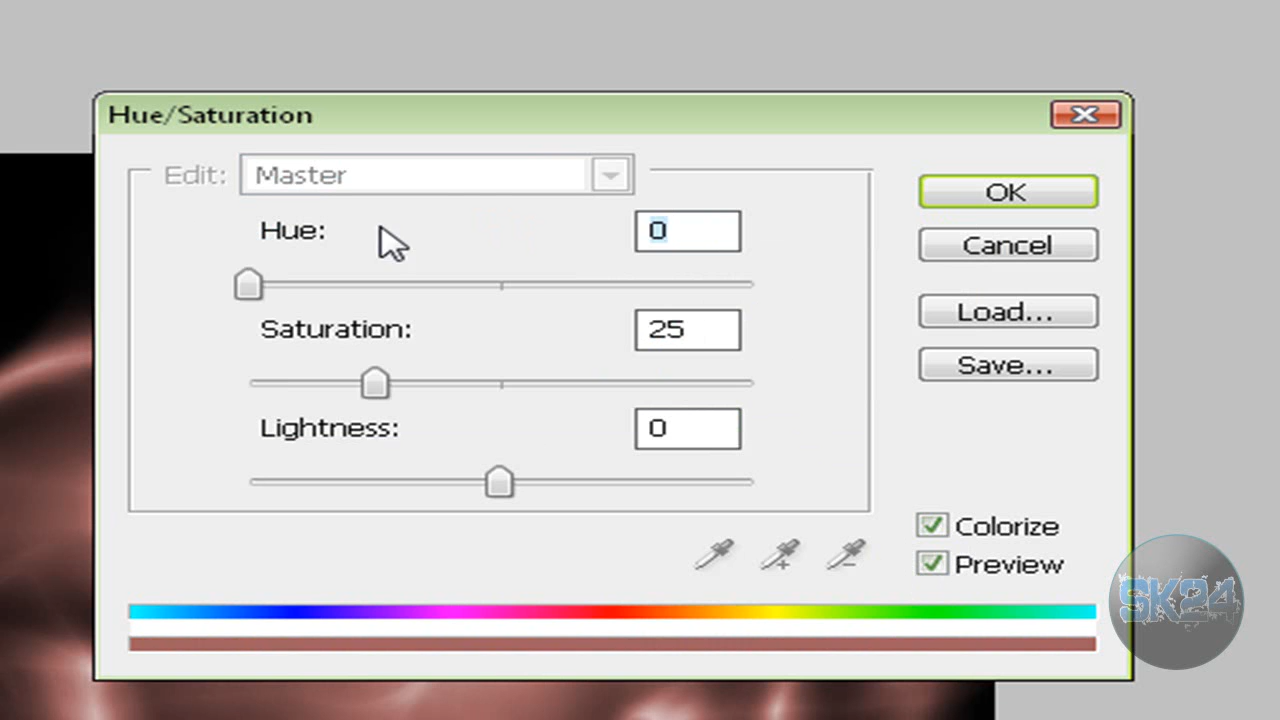 Hue/Saturation
Edit: Master
OK
Hue: 0
Cancel
Load...
Saturation: 25
Save...
Lightness: 0
Colorize
Preview
SK24